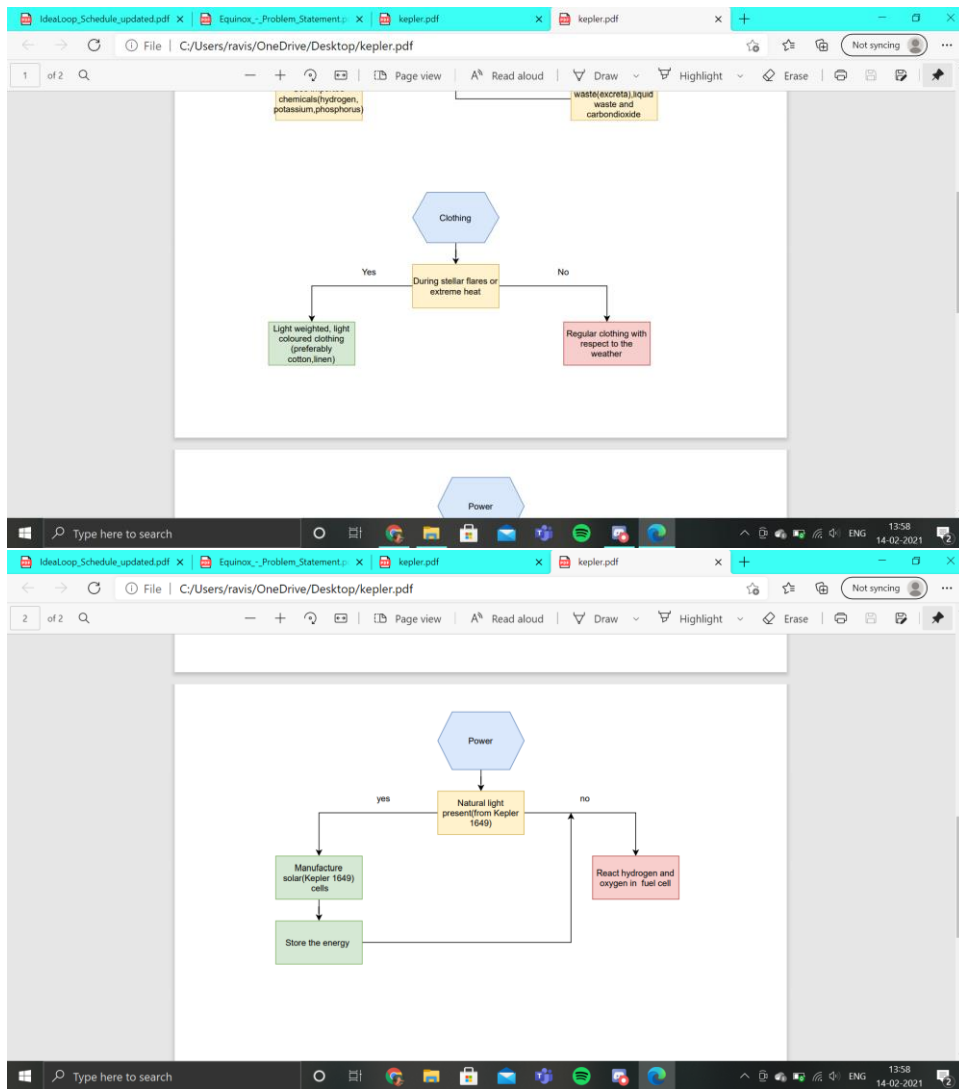 IdeaLoop_Schedule_updated.pdf
Equinox_-_Problem_Statement.p
kepler.pdf
kepler.pdf
File | C:/Users/ravis/OneDrive/Desktop/kepler.pdf
Not syncing
1 of 2
Page view
Read aloud
Draw
Highlight
Erase
chemicals(hydrogen,
potassium,phosphorus)
waste(excreta),liquid
waste and
carbondioxide
Clothing
Yes
During stellar flares or
extreme heat
No
Light weighted, light
coloured clothing
(preferably
cotton,linen)
Regular clothing with
respect to the
weather
Power
Type here to search
ENG
13:58
14-02-2021
2
IdeaLoop_Schedule_updated.pdf
Equinox_-_Problem_Statement.p
kepler.pdf
kepler.pdf
File | C:/Users/ravis/OneDrive/Desktop/kepler.pdf
Not syncing
2 of 2
Page view
Read aloud
Draw
Highlight
Erase
Power
yes
Natural light
present(from Kepler
1649)
no
Manufacture
solar(Kepler 1649)
cells
React hydrogen and
oxygen in fuel cell
Store the energy
Type here to search
ENG
13:58
14-02-2021
2